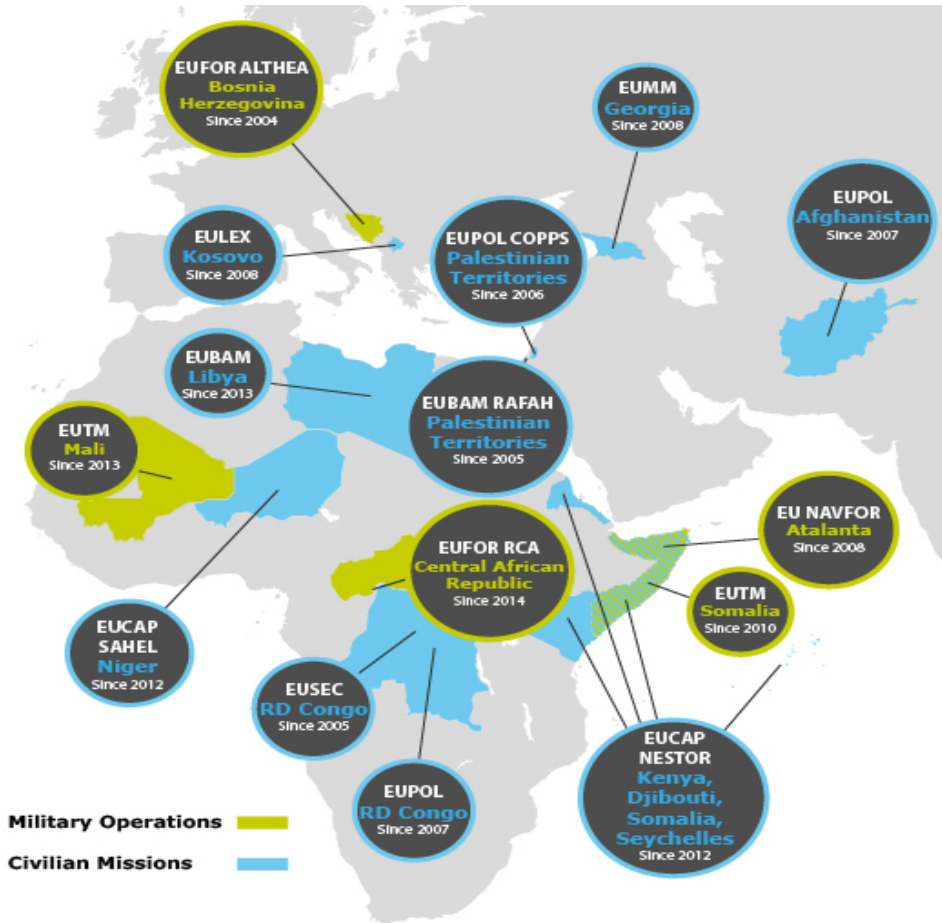 EUFOR ALTHEA
Bosnia
Herzegovina
Since 2004
EUMM
Georgia
Since 2008
EUPOL
Afghanistan
Since 2007
EULEX
Kosovo
Since 2008
EUPOL COPPS
Palestinian
Territories
Since 2006
EUBAM
Libya
Since 2013
EUBAM RAFAH
Palestinian
Territories
Since 2005
EUTM
Mali
Since 2013
EU NAVFOR
Atalanta
Since 2008
EUFOR RCA
Central African
Republic
Since 2014
EUTM
Somalia
Since 2010
EUCAP
SAHEL
Niger
Since 2012
EUSEC
RD Congo
Since 2005
EUCAP
NESTOR
Kenya,
Djibouti,
Somalia,
Seychelles
Since 2012
EUPOL
RD Congo
Since 2007
Military Operations
Civilian Missions